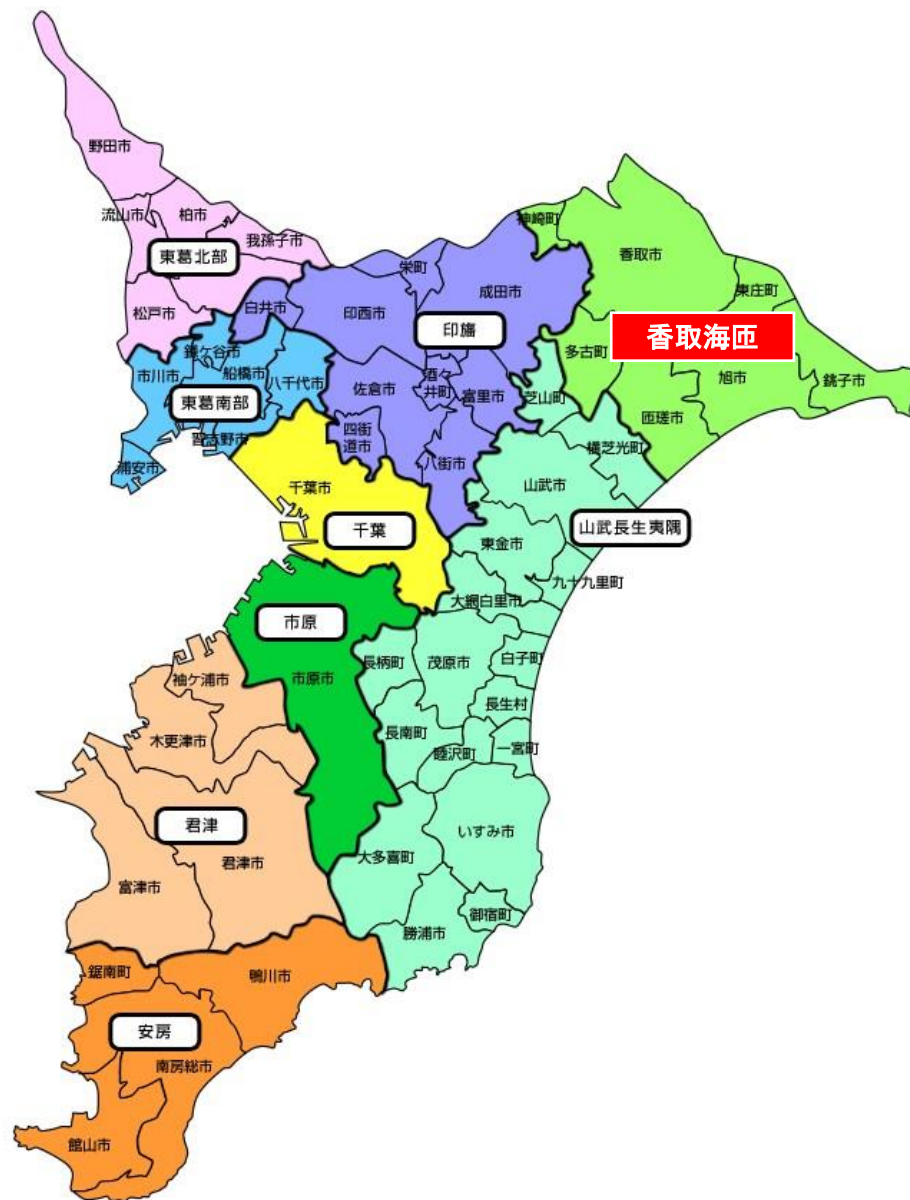 野田市
流山市
柏市
我孫子市
東葛北部
松戸市
神崎町
香取市
栄町
成田市
東庄町
白井市
印西市
印旛
香取海匝
鎌ケ谷市
市川市
船橋市
八千代市
多古町
旭市
銚子市
東葛南部
佐倉市
酒々
井町
富里市
芝山町
匝瑳市
習志野市
四街
道市
浦安市
八街市
横芝光町
千葉市
山武市
千葉
山武長生夷隅
東金市
九十九里町
大網白里市
市原
長柄町
茂原市
白子町
袖ケ浦市
市原市
長生村
長南町
木更津市
睦沢町
一宮町
君津
いすみ市
大多喜町
君津市
富津市
御宿町
勝浦市
鋸南町
鴨川市
安房
南房総市
館山市